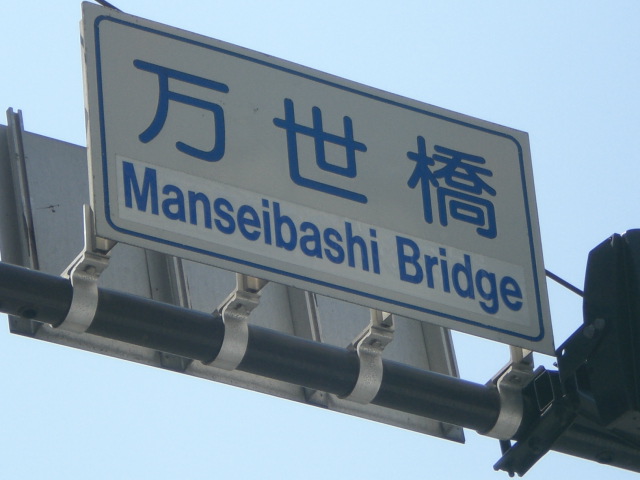 万世橋
Manseibashi Bridge